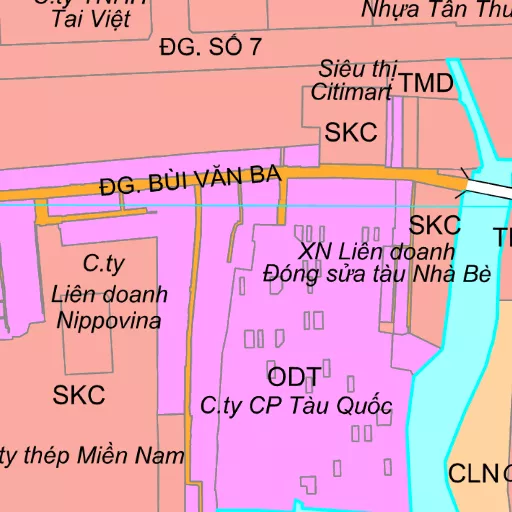 C.ty TNHH
Tai Việt
Nhựa Tân Thu
ĐG. SỐ 7
Siêu thị
Citimart
TMD
SKC
ĐG. BÙI VĂN BA
SKC
XN Liên doanh
Đóng sửa tàu Nhà Bè
C.ty
Liên doanh
Nippovina
ODT
C.ty CP Tàu Quốc
SKC
ty thép Miền Nam
CLN